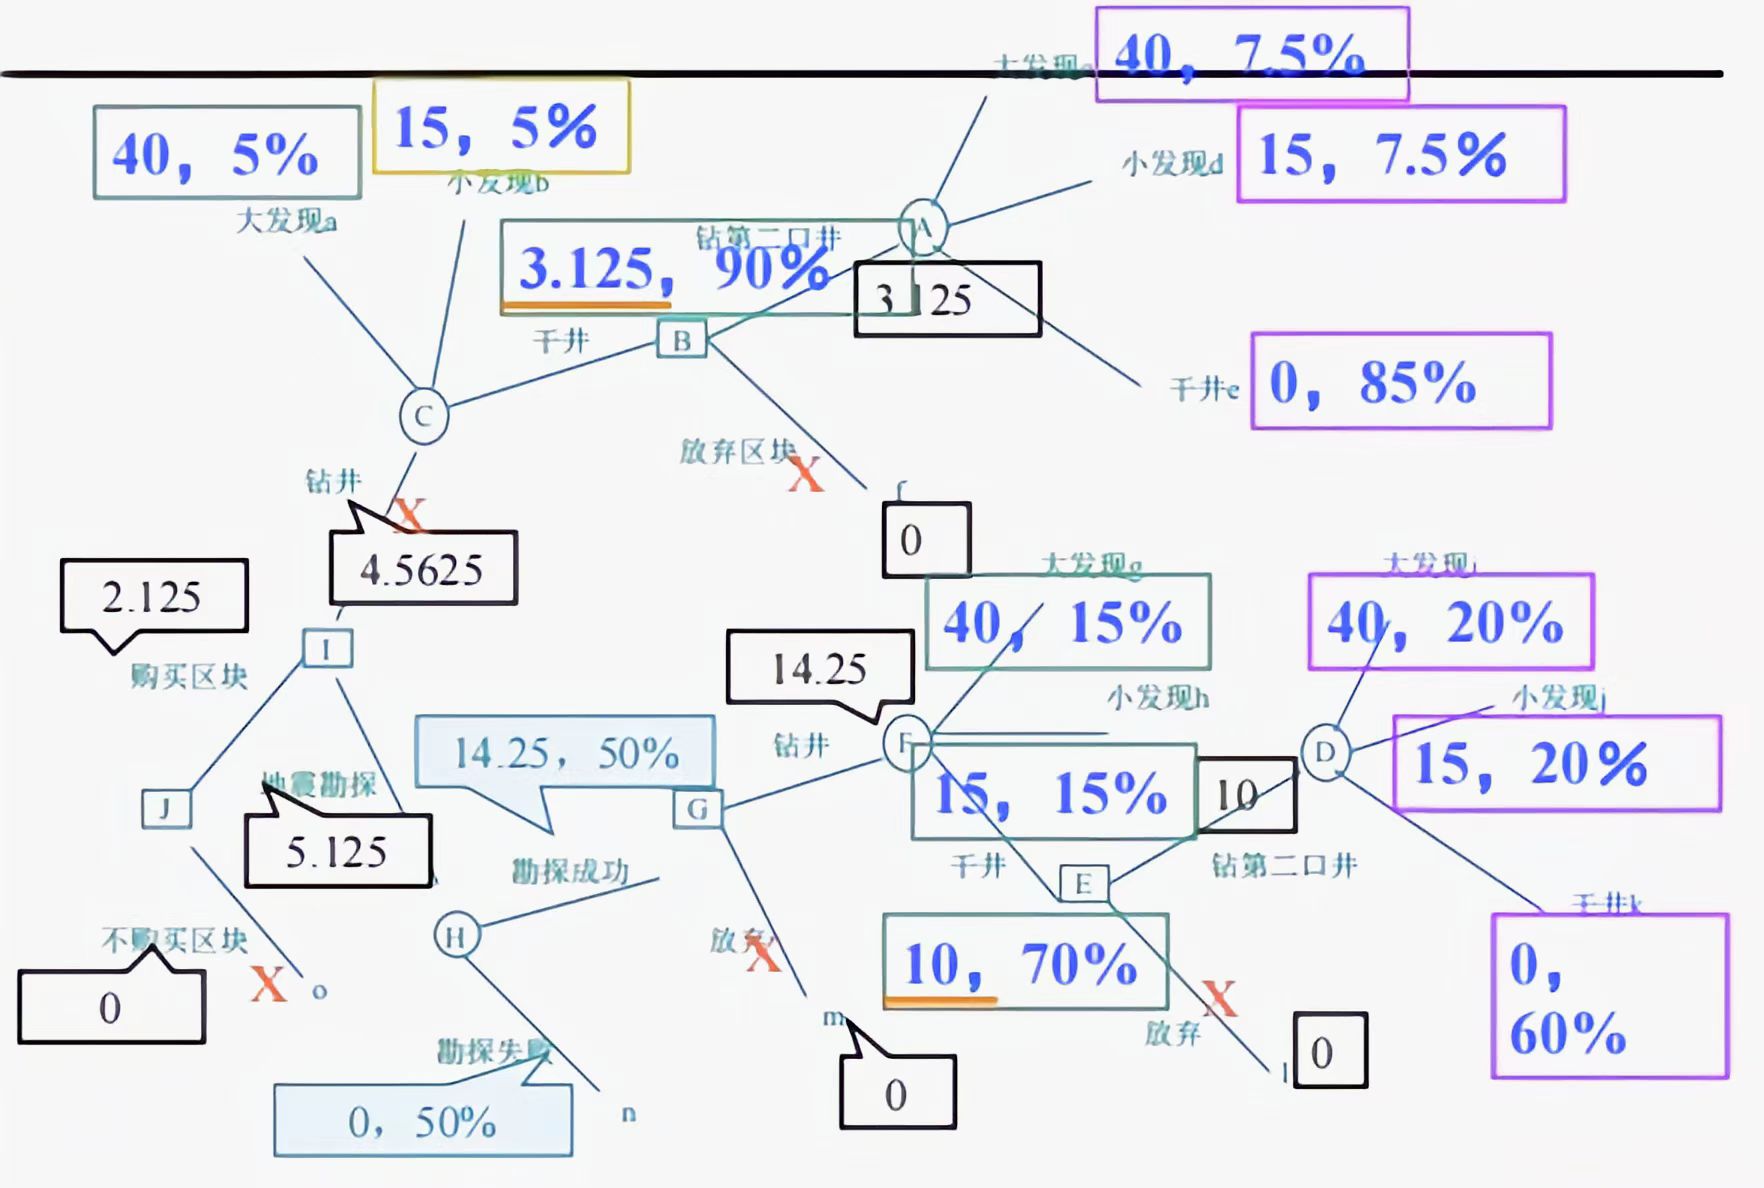 大发现c
40, 7.5%
40, 5%
15, 5%
小发现b
小发现d
15, 7.5%
大发现a
钻第二口井
A
3.125, 90%
3.125
干井
B
干井e
0, 85%
C
放弃区块
X
钻井
X
f
0
4.5625
2.125
大发现g
40, 15%
大发现i
40, 20%
I
购买区块
14.25
小发现h
小发现j
钻井
F
D
14.25, 50%
15, 15%
10
15, 20%
地震勘探
J
G
5.125
勘探成功
干井
E
钻第二口井
干井k
H
不购买区块
放弃
X
10, 70%
0,
60%
X
o
0
m
X
放弃
勘探失败
0
l
0
0, 50%
n